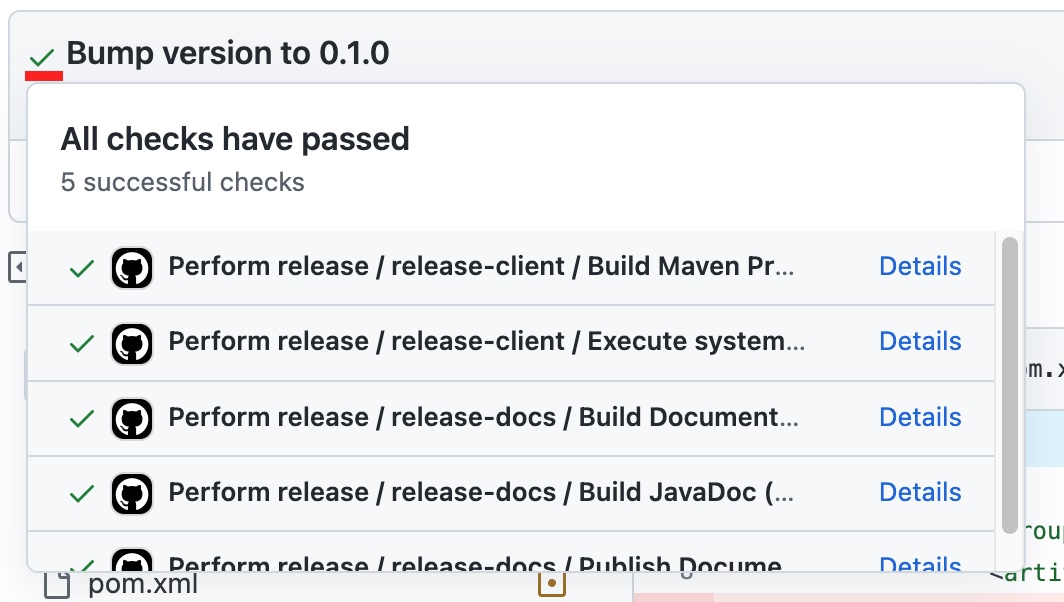 Bump version to 0.1.0
All checks have passed
5 successful checks
Perform release / release-client / Build Maven Pr... Details
Perform release / release-client / Execute system... Details
Perform release / release-docs / Build Document... Details
Perform release / release-docs / Build JavaDoc (... Details
Perform release / release-docs / Publish Docume Details
pom.xml
om.x
roup
<arti